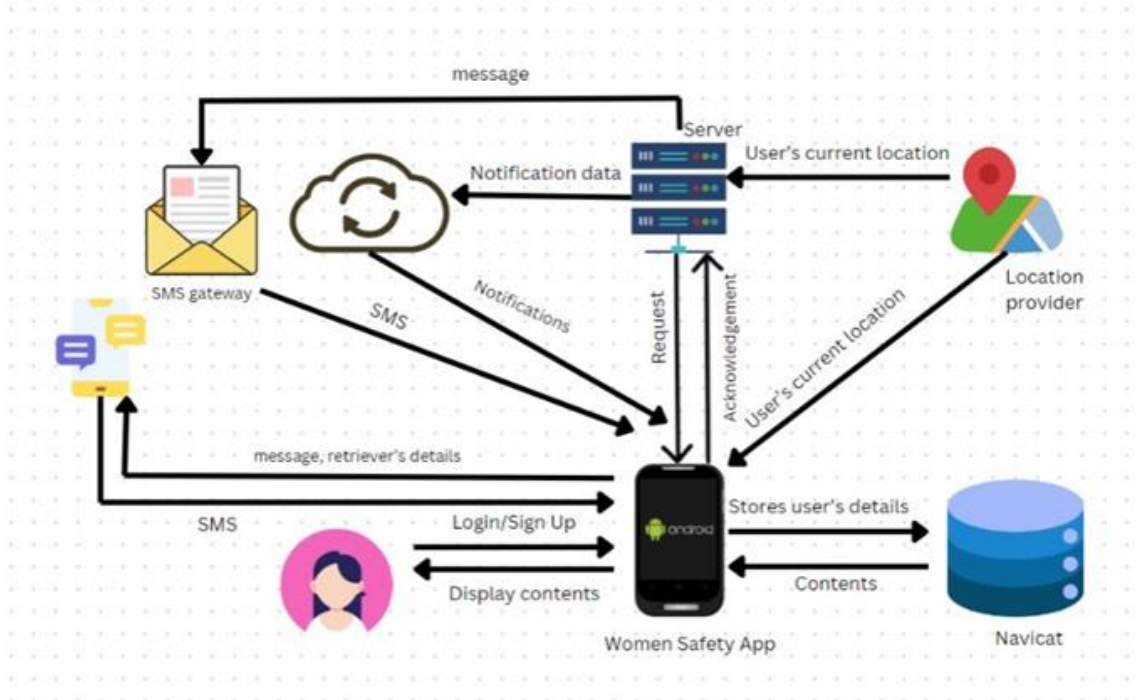 message
Server
User's current location
Notification data
SMS gateway
Location
provider
SMS
Notifications
Request
Acknowledgement
User's current location
message, retriever's details
SMS
Login/Sign Up
Display contents
android
Stores user's details
Contents
Women Safety App
Navicat